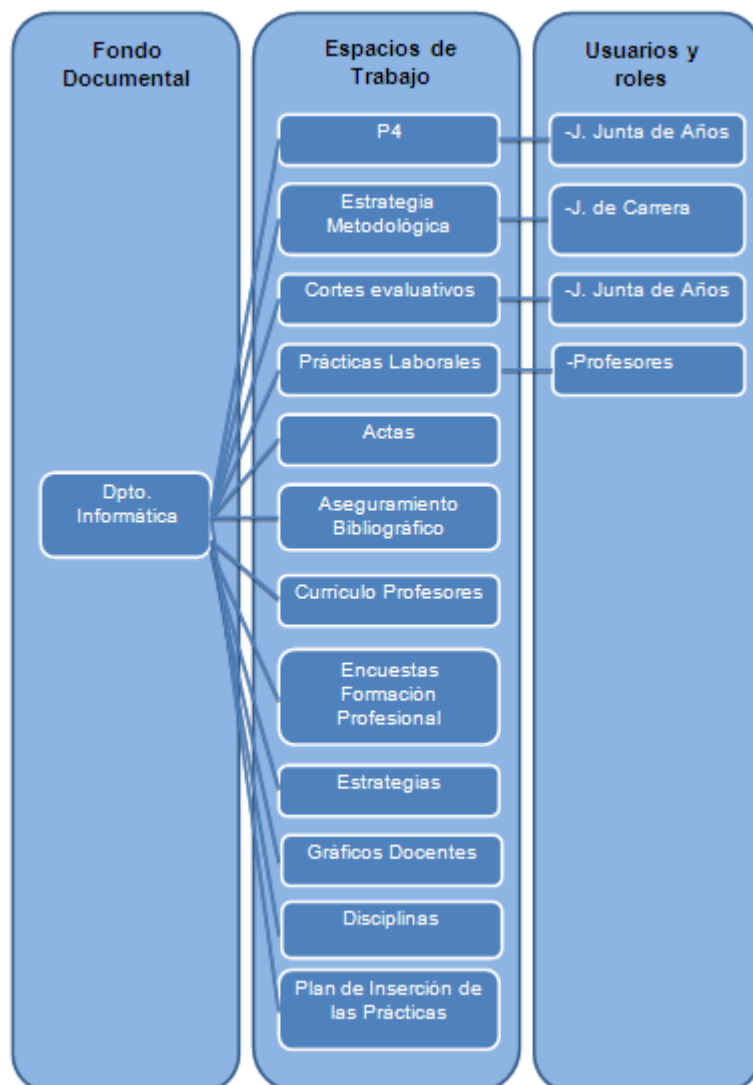 Fondo
Documental
Espacios de
Trabajo
Usuarios y
roles
P4
-J. Junta de Años
Estrategia
Metodológica
-J. de Carrera
Cortes evaluativos
-J. Junta de Años
Prácticas Laborales
-Profesores
Actas
Dpto.
Informática
Aseguramiento
Bibliográfico
Currículo Profesores
Encuestas
Formación
Profesional
Estrategias
Gráficos Docentes
Disciplinas
Plan de Inserción de
las Prácticas